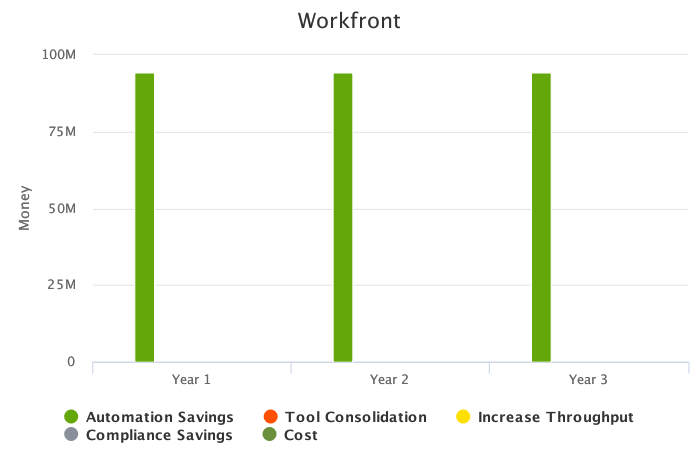 Workfront
100M
75M
50M
25M
0
Money
Year 1 Year 2 Year 3
Automation Savings Tool Consolidation Increase Throughput
Compliance Savings Cost